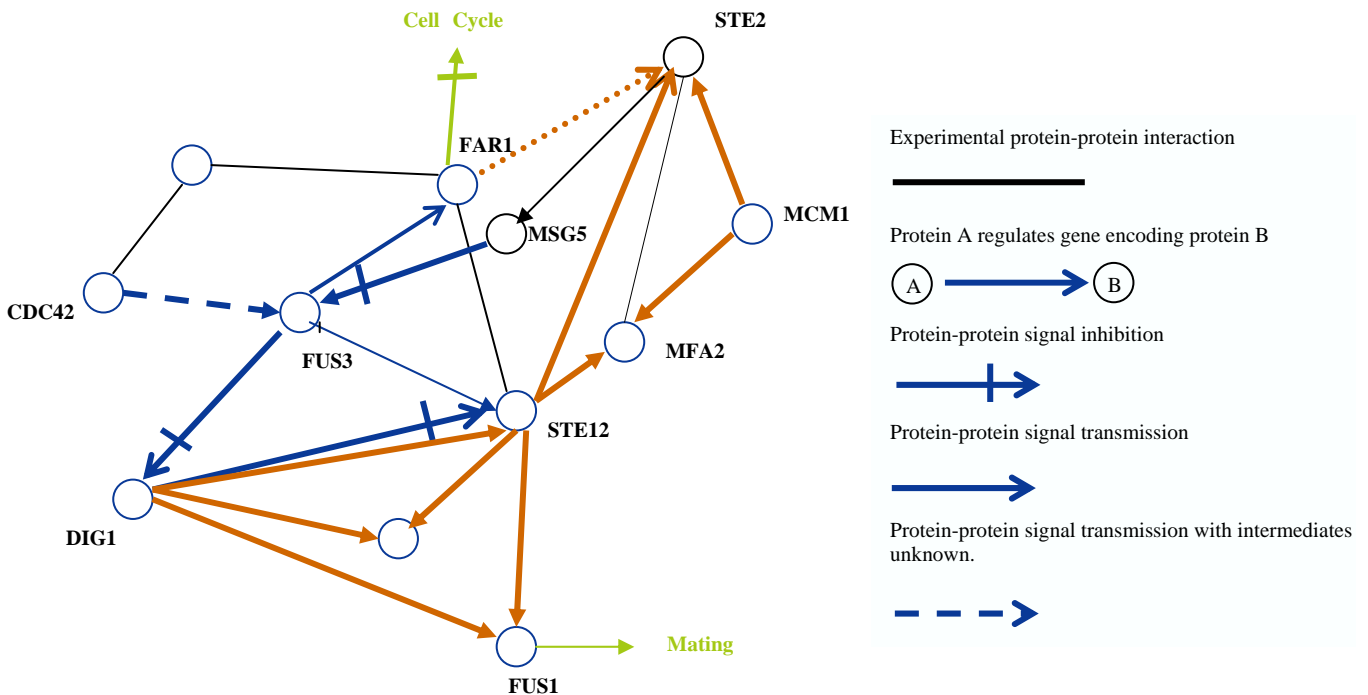 Cell Cycle
STE2
FAR1
MSG5
MCM1
CDC42
FUS3
MFA2
STE12
DIG1
FUS1
Mating
Experimental protein-protein interaction
Protein A regulates gene encoding protein B
A
B
Protein-protein signal inhibition
Protein-protein signal transmission
Protein-protein signal transmission with intermediates
unknown.